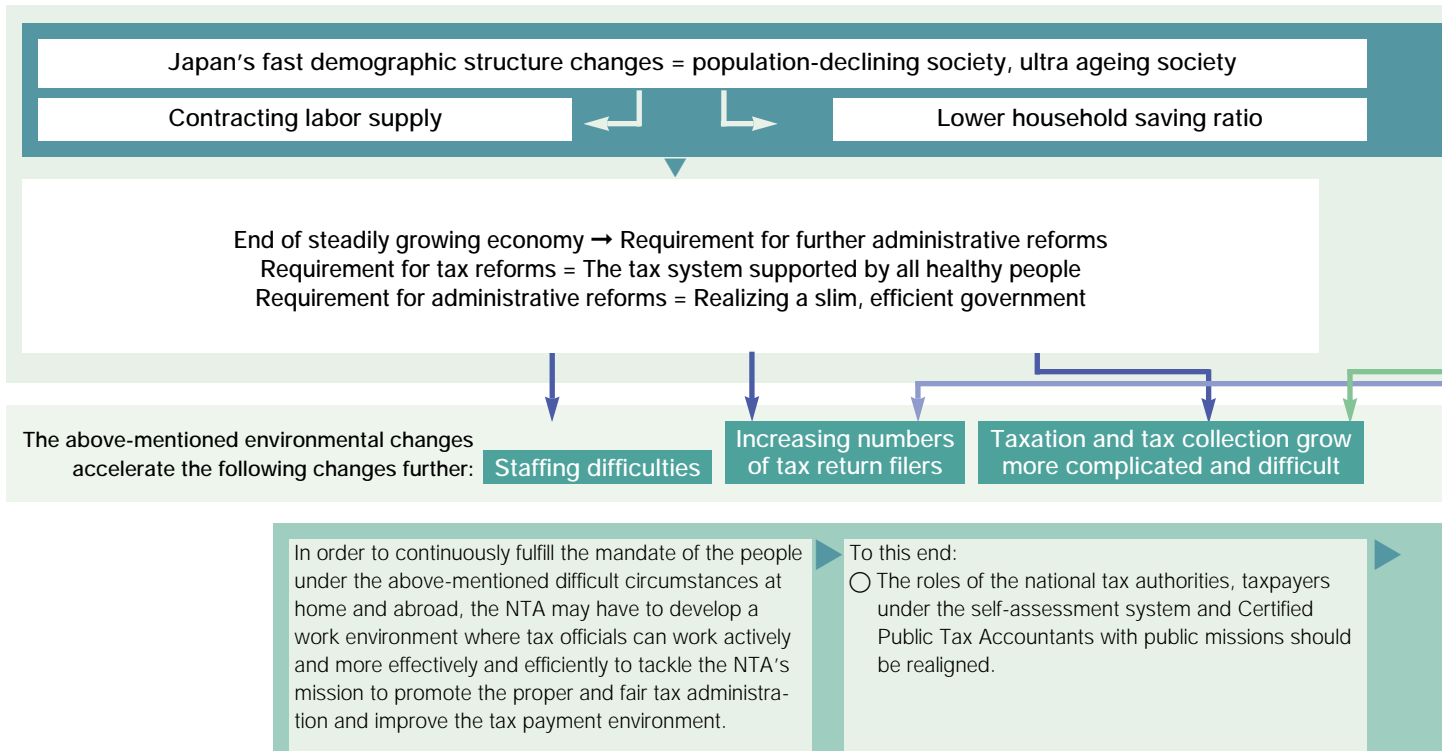 Japan's fast demographic structure changes = population-declining society, ultra ageing society
Contracting labor supply
Lower household saving ratio
End of steadily growing economy ➞ Requirement for further administrative reforms
Requirement for tax reforms = The tax system supported by all healthy people
Requirement for administrative reforms = Realizing a slim, efficient government
The above-mentioned environmental changes
accelerate the following changes further:
Staffing difficulties
Increasing numbers
of tax return filers
Taxation and tax collection grow
more complicated and difficult
In order to continuously fulfill the mandate of the people
under the above-mentioned difficult circumstances at
home and abroad, the NTA may have to develop a
work environment where tax officials can work actively
and more effectively and efficiently to tackle the NTA's
mission to promote the proper and fair tax administra-
tion and improve the tax payment environment.
To this end:
◯ The roles of the national tax authorities, taxpayers
under the self-assessment system and Certified
Public Tax Accountants with public missions should
be realigned.